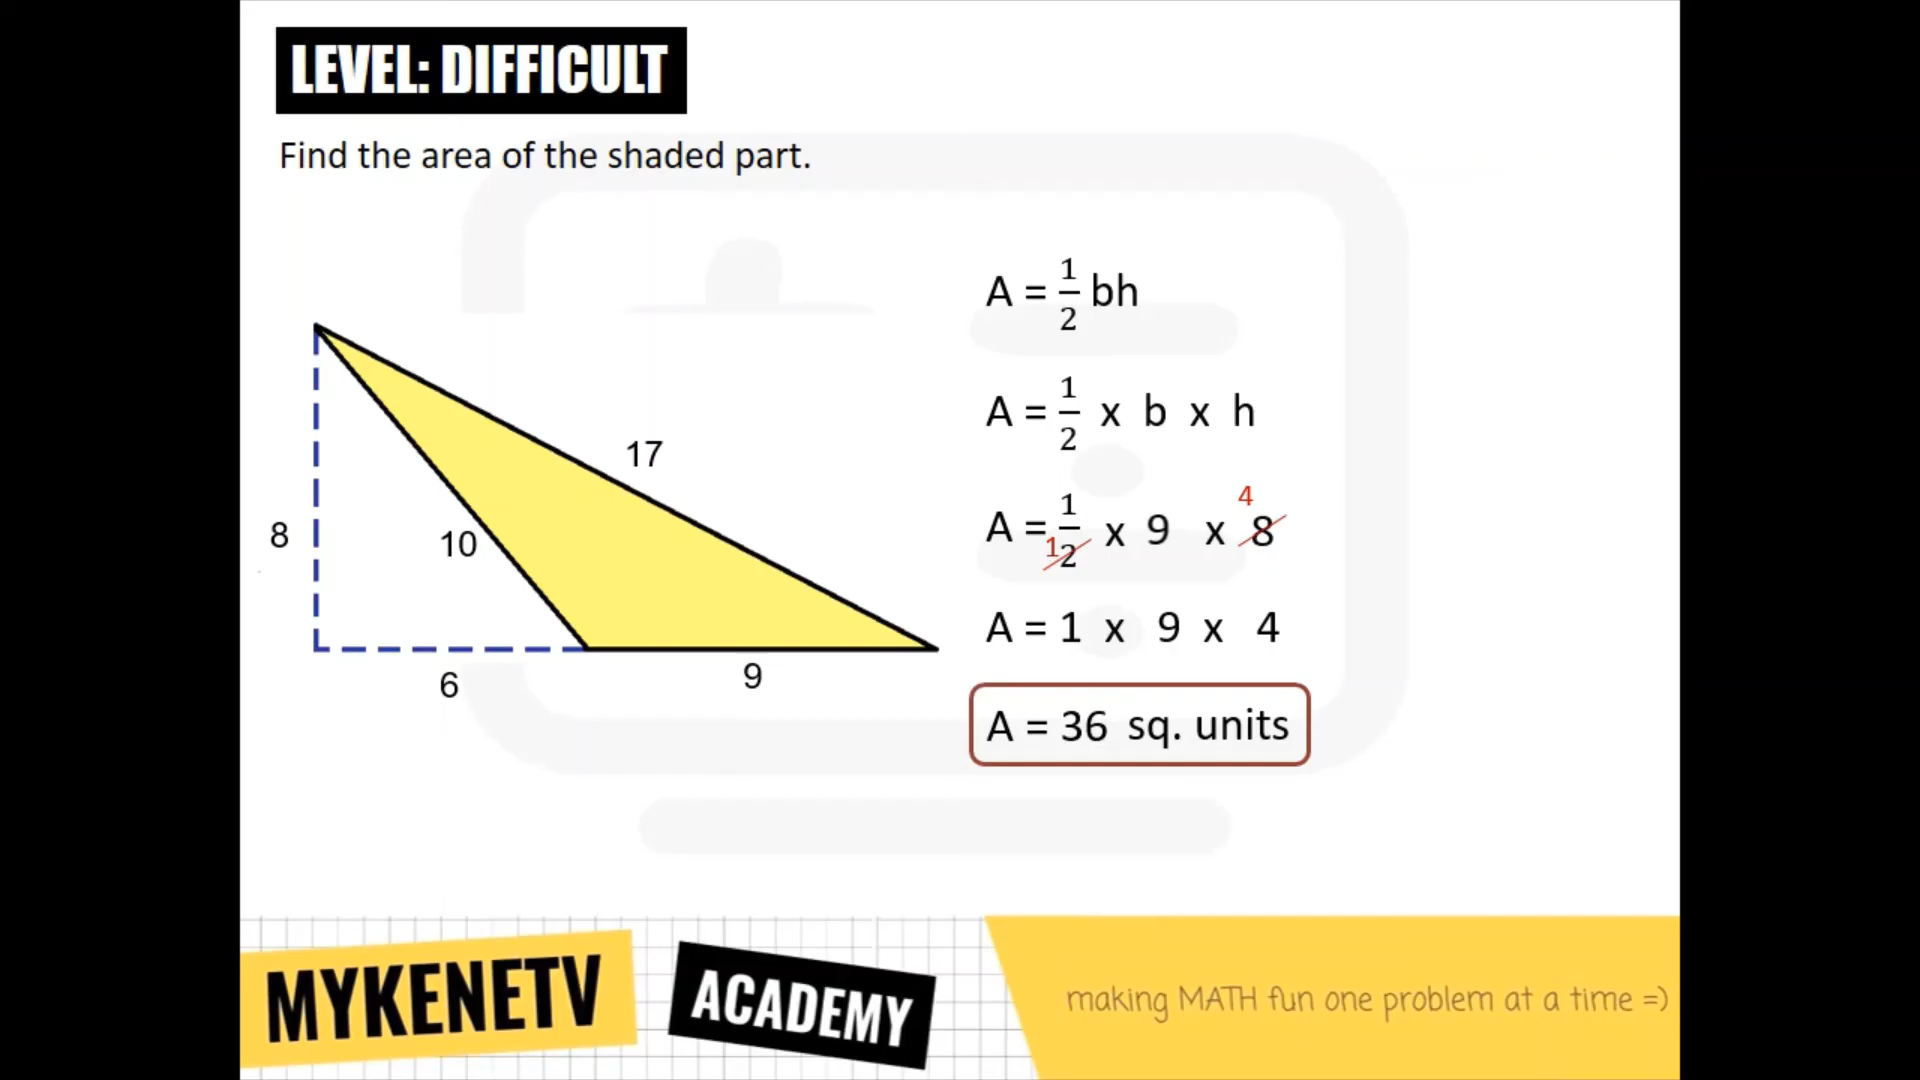 LEVEL: DIFFICULT
Find the area of the shaded part.
A = 1/2 bh
A = 1/2 x b x h
17
8
10
4
A = 1/2 x 9 x 8
1
A = 1 x 9 x 4
6
9
A = 36 sq. units
MYKENETV
ACADEMY
making MATH fun one problem at a time =)